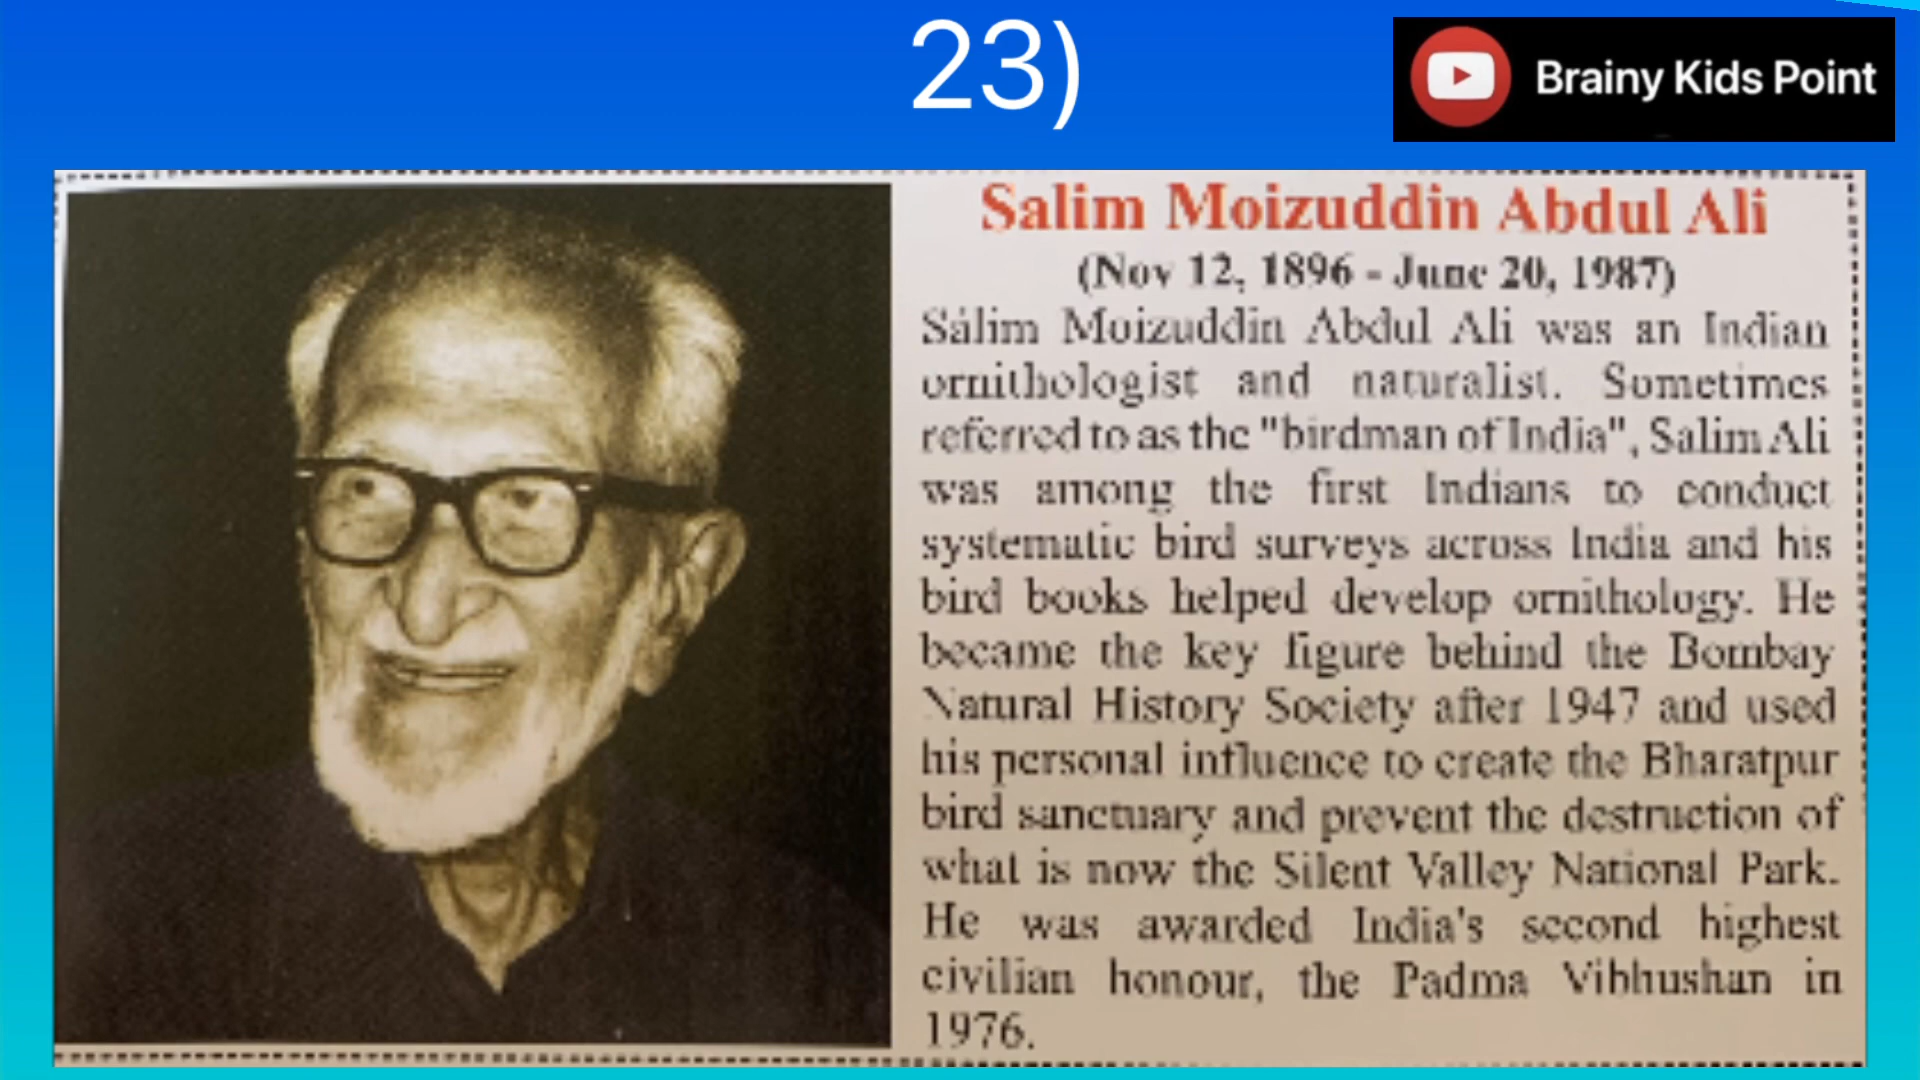 23)
Brainy Kids Point
Salim Moizuddin Abdul Ali
(Nov 12, 1896 - June 20, 1987)
Sálim Moizuddin Abdul Ali was an Indian
ornithologist and naturalist. Sometimes
referred to as the "birdman of India", Salim Ali
was among the first Indians to conduct
systematic bird surveys across India and his
bird books helped develop ornithology. He
became the key figure behind the Bombay
Natural History Society after 1947 and used
his personal influence to create the Bharatpur
bird sanctuary and prevent the destruction of
what is now the Silent Valley National Park.
He was awarded India's second highest
civilian honour, the Padma Vibhushan in
1976.